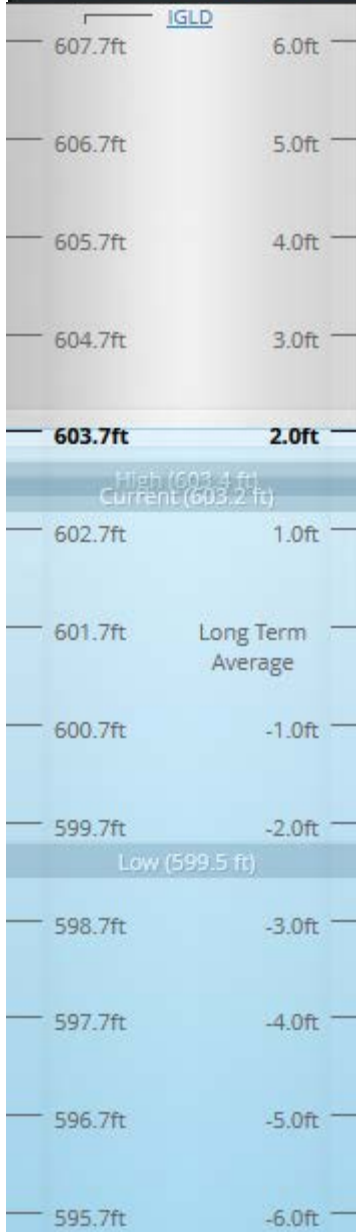 IGLD
607.7ft 6.0ft
606.7ft 5.0ft
605.7ft 4.0ft
604.7ft 3.0ft
603.7ft 2.0ft
High (603.4 ft)
Current (603.2 ft)
602.7ft 1.0ft
601.7ft Long Term
Average
600.7ft -1.0ft
599.7ft -2.0ft
Low (599.5 ft)
598.7ft -3.0ft
597.7ft -4.0ft
596.7ft -5.0ft
595.7ft -6.0ft